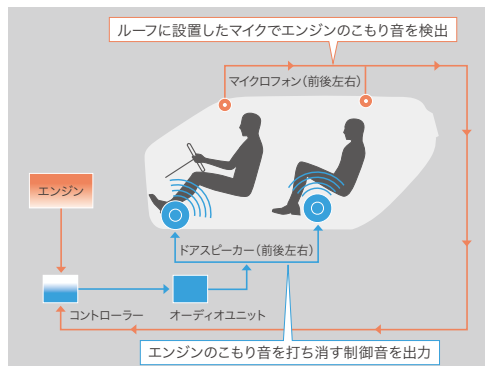 ルーフに設置したマイクでエンジンのこもり音を検出
マイクロフォン(前後左右)
エンジン
ドアスピーカー(前後左右)
コントローラー
オーディオユニット
エンジンのこもり音を打ち消す制御音を出力